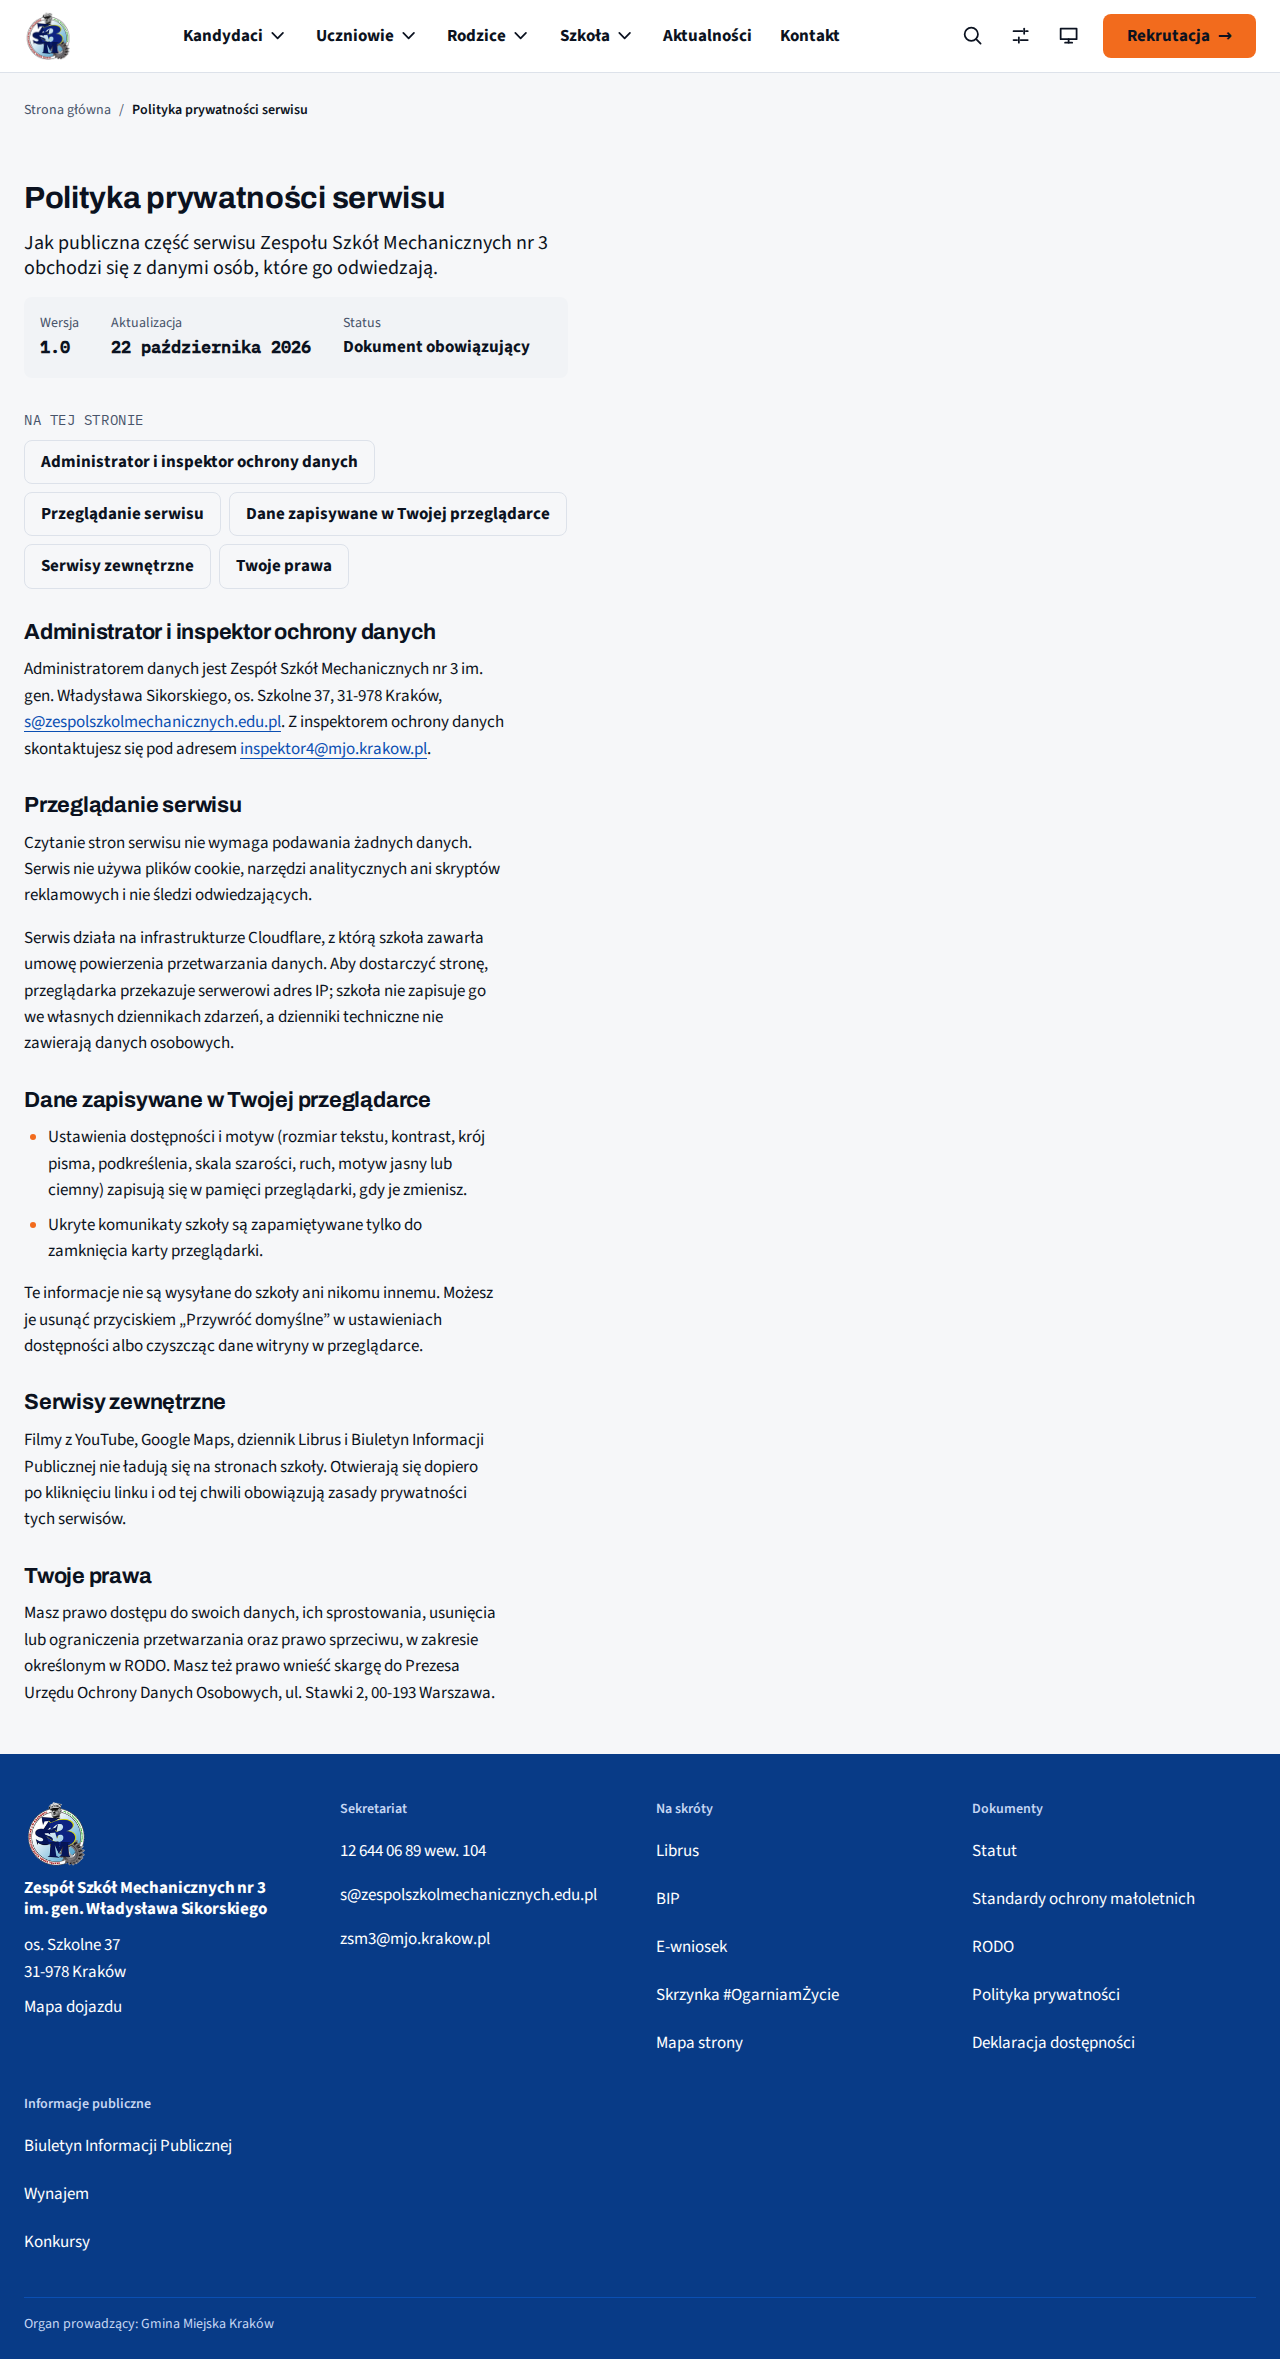 Kandydaci Uczniowie Rodzice Szkoła Aktualności Kontakt Rekrutacja →
Strona główna / Polityka prywatności serwisu
Polityka prywatności serwisu
Jak publiczna część serwisu Zespołu Szkół Mechanicznych nr 3
obchodzi się z danymi osób, które go odwiedzają.
Wersja Aktualizacja Status
1.0 22 października 2026 Dokument obowiązujący
NA TEJ STRONIE
Administrator i inspektor ochrony danych
Przeglądanie serwisu Dane zapisywane w Twojej przeglądarce
Serwisy zewnętrzne Twoje prawa
Administrator i inspektor ochrony danych
Administratorem danych jest Zespół Szkół Mechanicznych nr 3 im.
gen. Władysława Sikorskiego, os. Szkolne 37, 31-978 Kraków,
s@zespolszkolmechanicznych.edu.pl. Z inspektorem ochrony danych
skontaktujesz się pod adresem inspektor4@mjo.krakow.pl.
Przeglądanie serwisu
Czytanie stron serwisu nie wymaga podawania żadnych danych.
Serwis nie używa plików cookie, narzędzi analitycznych ani skryptów
reklamowych i nie śledzi odwiedzających.
Serwis działa na infrastrukturze Cloudflare, z którą szkoła zawarła
umowę powierzenia przetwarzania danych. Aby dostarczyć stronę,
przeglądarka przekazuje serwerowi adres IP; szkoła nie zapisuje go
we własnych dziennikach zdarzeń, a dzienniki techniczne nie
zawierają danych osobowych.
Dane zapisywane w Twojej przeglądarce
Ustawienia dostępności i motyw (rozmiar tekstu, kontrast, krój
pisma, podkreślenia, skala szarości, ruch, motyw jasny lub
ciemny) zapisują się w pamięci przeglądarki, gdy je zmienisz.
Ukryte komunikaty szkoły są zapamiętywane tylko do
zamknięcia karty przeglądarki.
Te informacje nie są wysyłane do szkoły ani nikomu innemu. Możesz
je usunąć przyciskiem „Przywróć domyślne” w ustawieniach
dostępności albo czyszcząc dane witryny w przeglądarce.
Serwisy zewnętrzne
Filmy z YouTube, Google Maps, dziennik Librus i Biuletyn Informacji
Publicznej nie ładują się na stronach szkoły. Otwierają się dopiero
po kliknięciu linku i od tej chwili obowiązują zasady prywatności
tych serwisów.
Twoje prawa
Masz prawo dostępu do swoich danych, ich sprostowania, usunięcia
lub ograniczenia przetwarzania oraz prawo sprzeciwu, w zakresie
określonym w RODO. Masz też prawo wnieść skargę do Prezesa
Urzędu Ochrony Danych Osobowych, ul. Stawki 2, 00-193 Warszawa.
Zespół Szkół Mechanicznych nr 3
im. gen. Władysława Sikorskiego
os. Szkolne 37
31-978 Kraków
Mapa dojazdu
Sekretariat
12 644 06 89 wew. 104
s@zespolszkolmechanicznych.edu.pl
zsm3@mjo.krakow.pl
Na skróty
Librus
BIP
E-wniosek
Skrzynka #OgarniamŻycie
Mapa strony
Dokumenty
Statut
Standardy ochrony małoletnich
RODO
Polityka prywatności
Deklaracja dostępności
Informacje publiczne
Biuletyn Informacji Publicznej
Wynajem
Konkursy
Organ prowadzący: Gmina Miejska Kraków